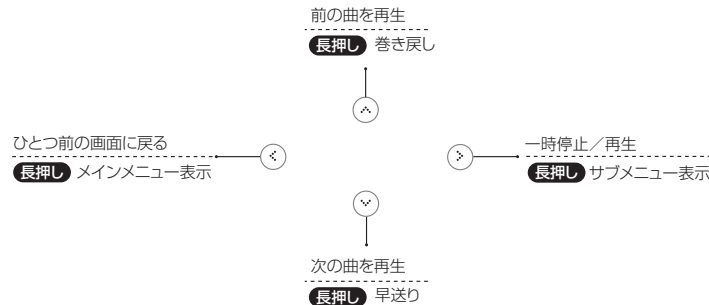 前の曲を再生
長押し 巻き戻し
ひとつ前の画面に戻る
長押し メインメニュー表示
一時停止／再生
長押し サブメニュー表示
次の曲を再生
長押し 早送り